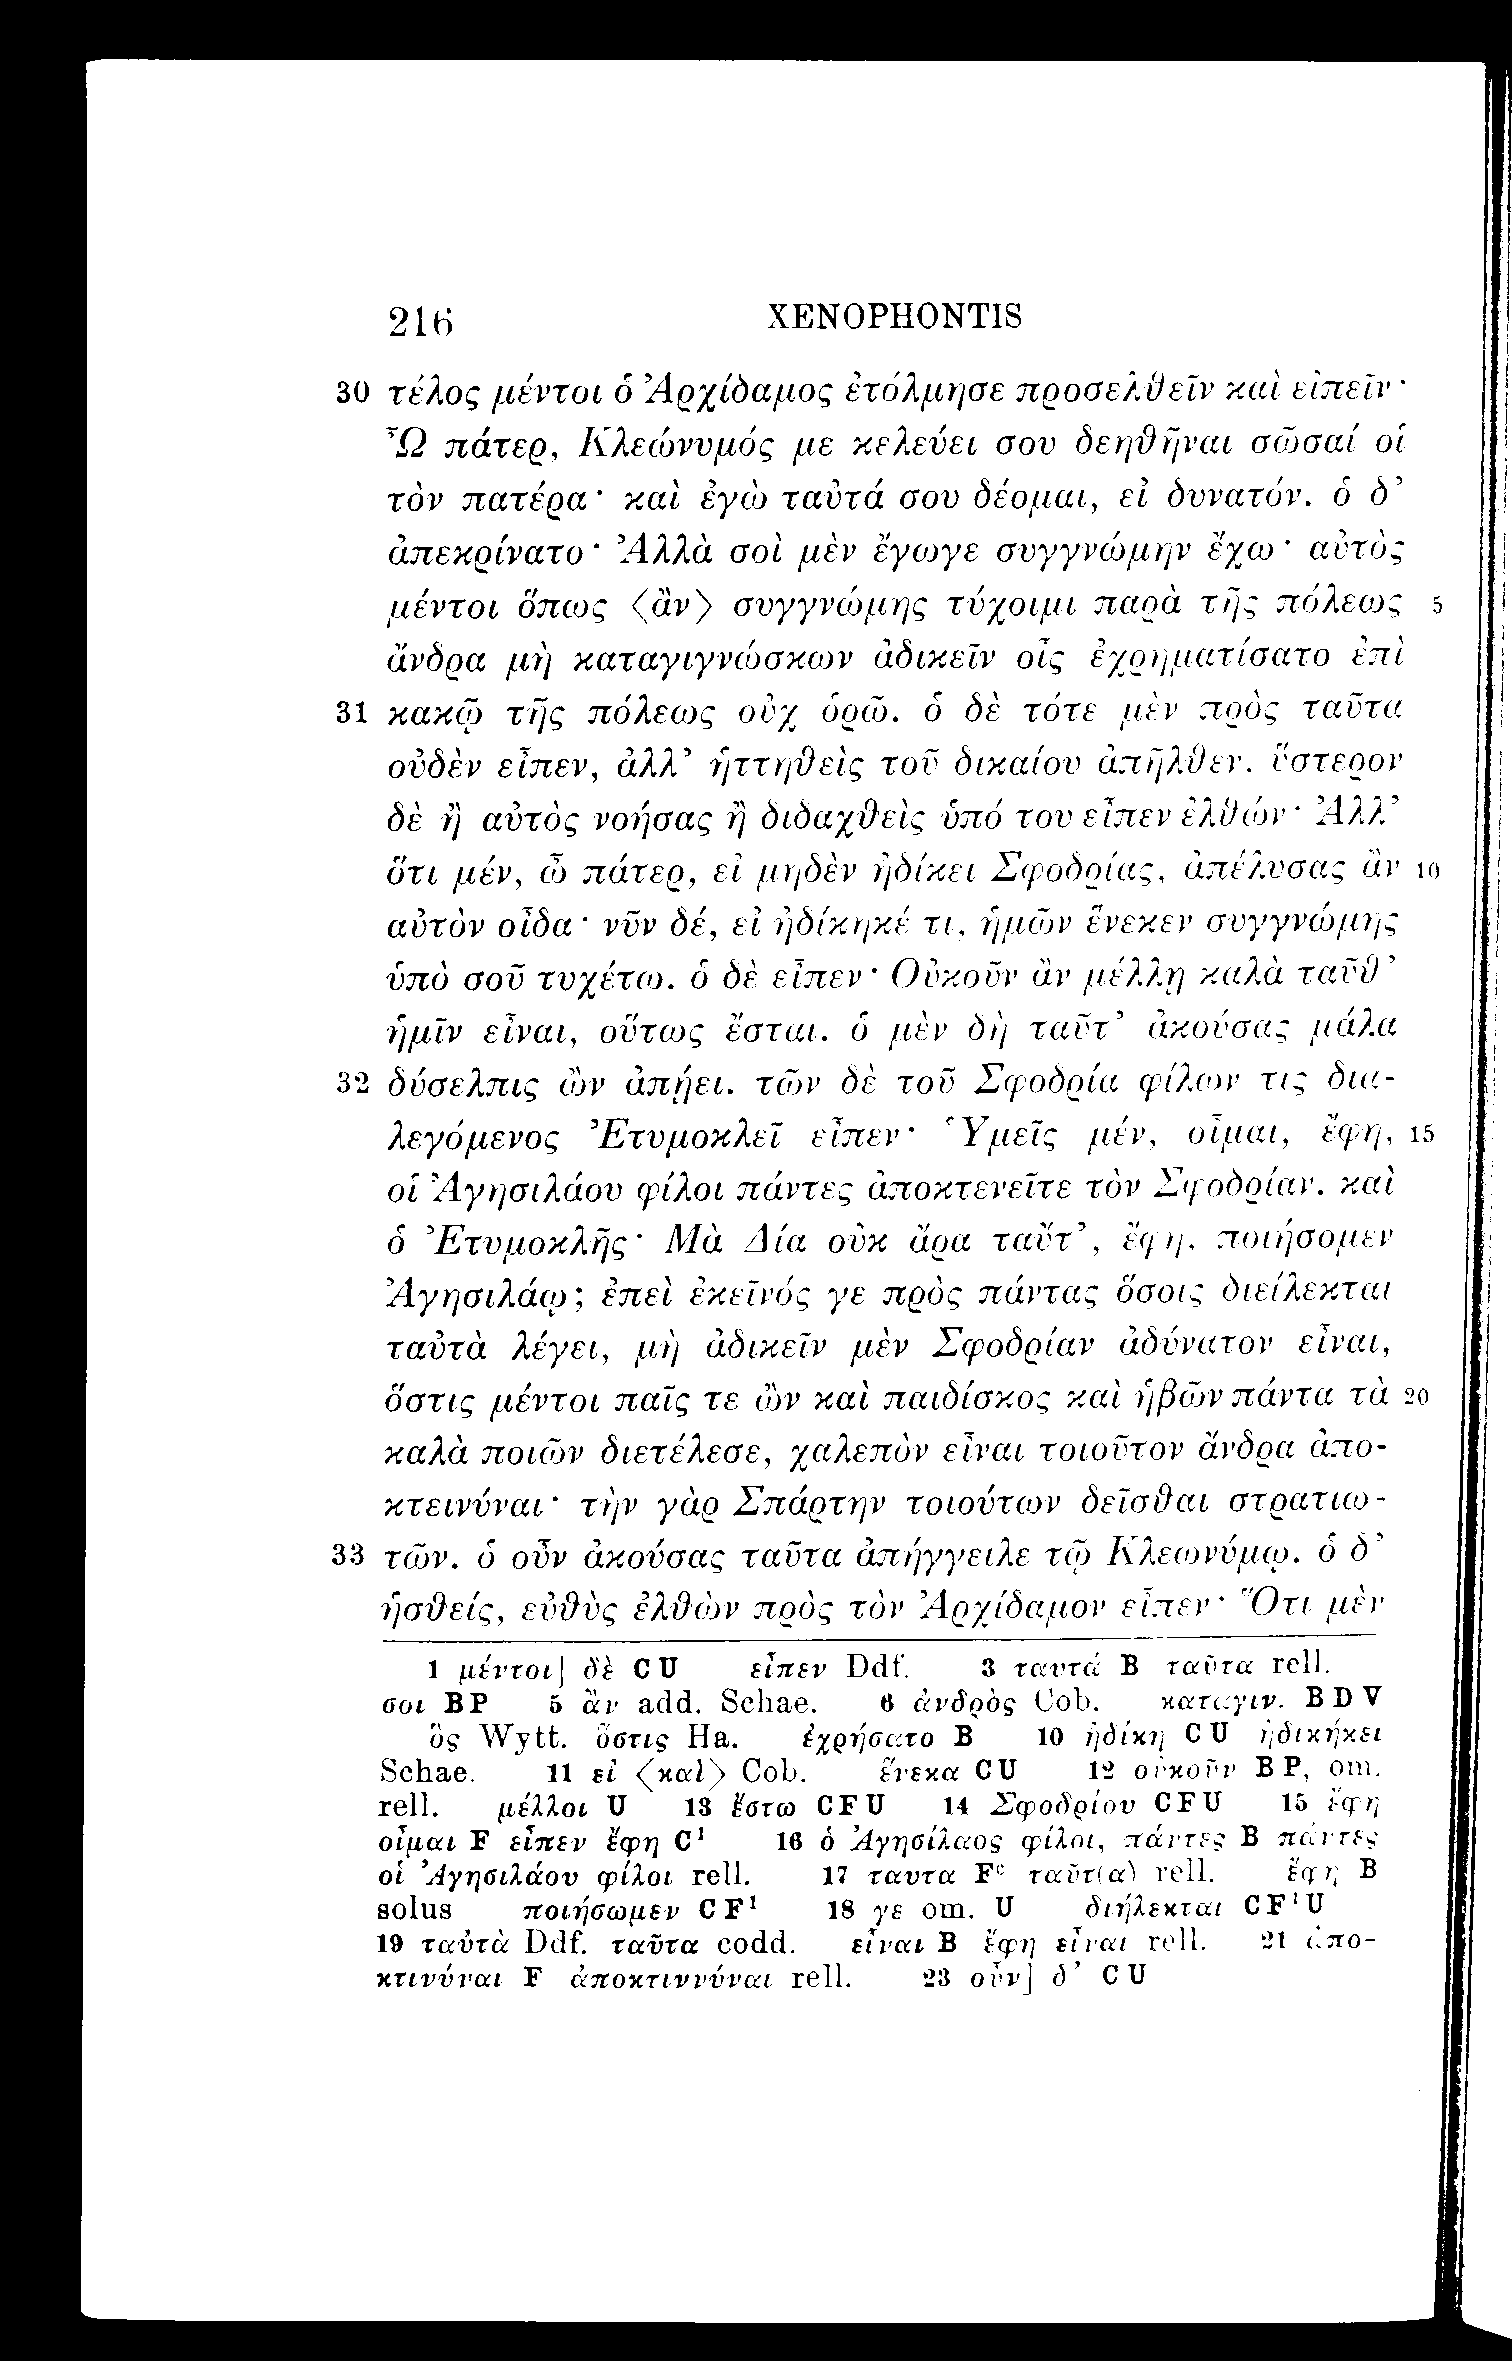 216 XENOPHONTIS
30 τέλος μέντοι ὁ Ἀρχίδαμος ἐτόλμησε προσελθεῖν καὶ εἰπεῖν·
Ὦ πάτερ, Κλεώνυμός με κελεύει σου δεηθῆναι σῶσαί οἱ
τὸν πατέρα· καὶ ἐγὼ ταὐτά σου δέομαι, εἰ δυνατόν. ὁ δ’
ἀπεκρίνατο· Ἀλλὰ σοὶ μὲν ἔγωγε συγγνώμην ἔχω· αὐτὸς
μέντοι ὅπως ⟨ἂν⟩ συγγνώμης τύχοιμι παρὰ τῆς πόλεως 5
ἄνδρα μὴ καταγιγνώσκων ἀδικεῖν οἷς ἐχρηματίσατο ἐπὶ
31 κακῷ τῆς πόλεως οὐχ ὁρῶ. ὁ δὲ τότε μὲν πρὸς ταῦτα
οὐδὲν εἶπεν, ἀλλ’ ἡττηθεὶς τοῦ δικαίου ἀπῆλθεν. ὕστερον
δὲ ἢ αὐτὸς νοήσας ἢ διδαχθεὶς ὑπό του εἶπεν ἐλθών· Ἀλλ’
ὅτι μέν, ὦ πάτερ, εἰ μηδὲν ἠδίκει Σφοδρίας, ἀπέλυσας ἂν 10
αὐτὸν οἶδα· νῦν δέ, εἰ ἠδίκηκέ τι, ἡμῶν ἕνεκεν συγγνώμης
ὑπὸ σοῦ τυχέτω. ὁ δὲ εἶπεν· Οὐκοῦν ἂν μέλλῃ καλὰ ταῦθ’
ἡμῖν εἶναι, οὕτως ἔσται. ὁ μὲν δὴ ταῦτ’ ἀκούσας μάλα
32 δύσελπις ὢν ἀπῄει. τῶν δὲ τοῦ Σφοδρία φίλων τις δια-
λεγόμενος Ἐτυμοκλεῖ εἶπεν· Ὑμεῖς μέν, οἶμαι, ἔφη, 15
οἱ Ἀγησιλάου φίλοι πάντες ἀποκτενεῖτε τὸν Σφοδρίαν. καὶ
ὁ Ἐτυμοκλῆς· Μὰ Δία οὐκ ἄρα ταὔτ’, ἔφη, ποιήσομεν
Ἀγησιλάῳ; ἐπεὶ ἐκεῖνός γε πρὸς πάντας ὅσοις διείλεκται
ταὐτὰ λέγει, μὴ ἀδικεῖν μὲν Σφοδρίαν ἀδύνατον εἶναι,
ὅστις μέντοι παῖς τε ὢν καὶ παιδίσκος καὶ ἡβῶν πάντα τὰ 20
καλὰ ποιῶν διετέλεσε, χαλεπὸν εἶναι τοιοῦτον ἄνδρα ἀπο-
κτεινύναι· τὴν γὰρ Σπάρτην τοιούτων δεῖσθαι στρατιω-
33 τῶν. ὁ οὖν ἀκούσας ταῦτα ἀπήγγειλε τῷ Κλεωνύμῳ. ὁ δ’
ἡσθείς, εὐθὺς ἐλθὼν πρὸς τὸν Ἀρχίδαμον εἶπεν· Ὅτι μὲν
1 μέντοι] δὲ CU εἶπεν Ddf. 3 ταυτά B ταῦτα rell.
σοι BP 5 ἂν add. Schae. 6 ἀνδρὸς Cob. καταγιν. BDV
ὃς Wytt. ὅστις Ha. ἐχρήσατο B 10 ἠδίκη CU ἠδικήκει
Schae. 11 εἰ ⟨καὶ⟩ Cob. ἕνεκα CU 12 οὐκοῦν BP, om.
rell. μέλλοι U 13 ἔστω CFU 14 Σφοδρίου CFU 15 ἔφη
οἶμαι F εἶπεν ἔφη C¹ 16 ὁ Ἀγησίλαος φίλοι, πάντες B πάντες
οἱ Ἀγησιλάου φίλοι rell. 17 ταυτα Fᶜ ταῦτ(α) rell. ἔφη B
solus ποιήσωμεν CF¹ 18 γε om. U διήλεκται CF¹U
19 ταὐτὰ Ddf. ταῦτα codd. εἶναι B ἔφη εἶναι rell. 21 ἀπο-
κτινύναι F ἀποκτιννύναι rell. 23 οὖν] δ’ CU